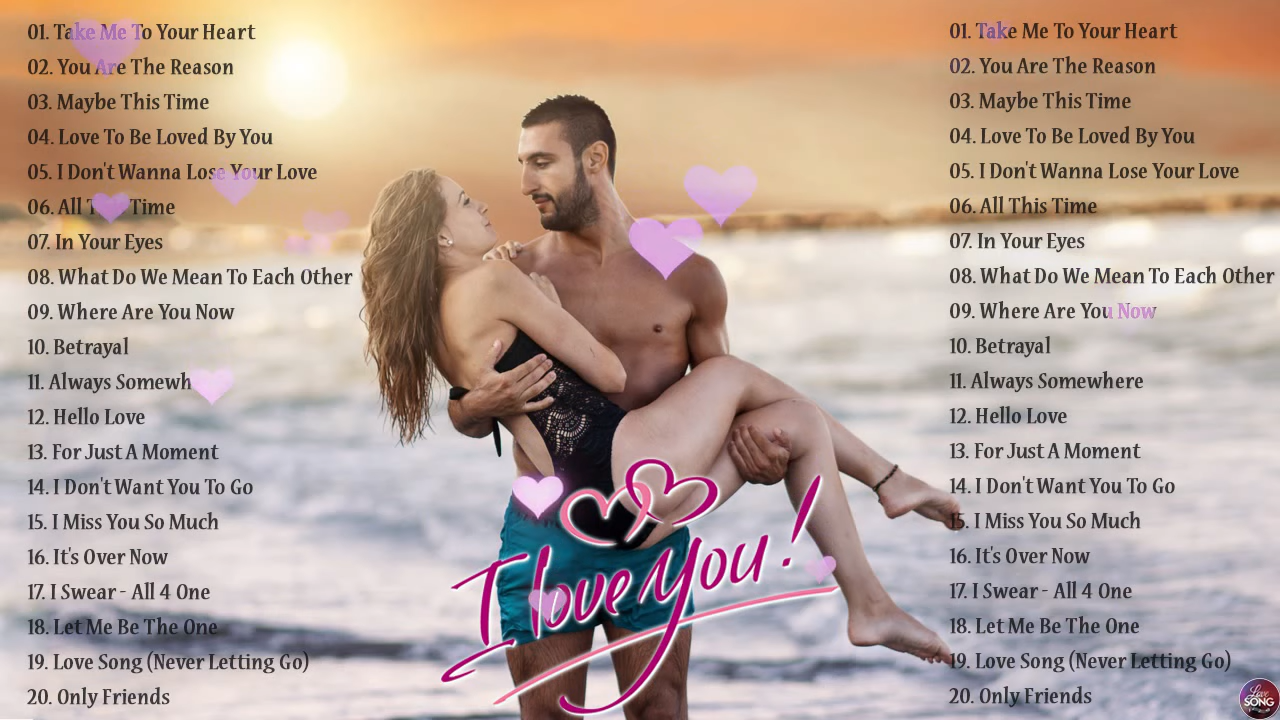 01. Take Me To Your Heart
02. You Are The Reason
03. Maybe This Time
04. Love To Be Loved By You
05. I Don't Wanna Lose Your Love
06. All This Time
07. In Your Eyes
08. What Do We Mean To Each Other
09. Where Are You Now
10. Betrayal
11. Always Somewh
12. Hello Love
13. For Just A Moment
14. I Don't Want You To Go
15. I Miss You So Much
16. It's Over Now
17. I Swear - All 4 One
18. Let Me Be The One
19. Love Song (Never Letting Go)
20. Only Friends
I love you!
01. Take Me To Your Heart
02. You Are The Reason
03. Maybe This Time
04. Love To Be Loved By You
05. I Don't Wanna Lose Your Love
06. All This Time
07. In Your Eyes
08. What Do We Mean To Each Other
09. Where Are You Now
10. Betrayal
11. Always Somewhere
12. Hello Love
13. For Just A Moment
14. I Don't Want You To Go
15. I Miss You So Much
16. It's Over Now
17. I Swear - All 4 One
18. Let Me Be The One
19. Love Song (Never Letting Go)
20. Only Friends
Love
SONG